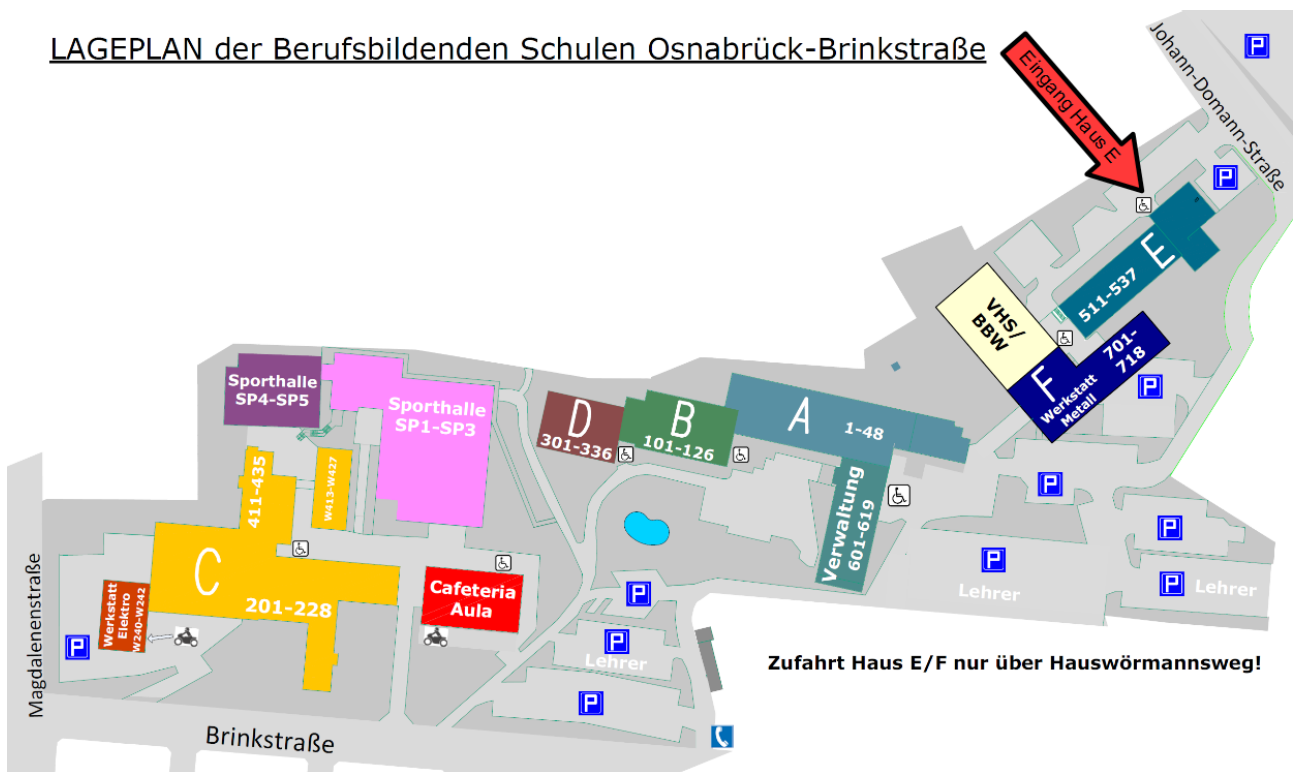 LAGEPLAN der Berufsbildenden Schulen Osnabrück-Brinkstraße
Eingang Haus E
Johann-Domann-Straße
P
P
E
511-537
VHS/
BBW
F
701-
718
Werkstatt
Metall
P
Sporthalle
SP4-SP5
Sporthalle
SP1-SP3
D
301-336
B
101-126
A
1-48
Verwaltung
601-619
P
P
P
Lehrer
P
Lehrer
411-435
W413-W427
C
201-228
Werkstatt
Elektro
W240-W242
P
Cafeteria
Aula
P
P
Lehrer
P
Zufahrt Haus E/F nur über Hauswörmannsweg!
Magdalenenstraße
Brinkstraße